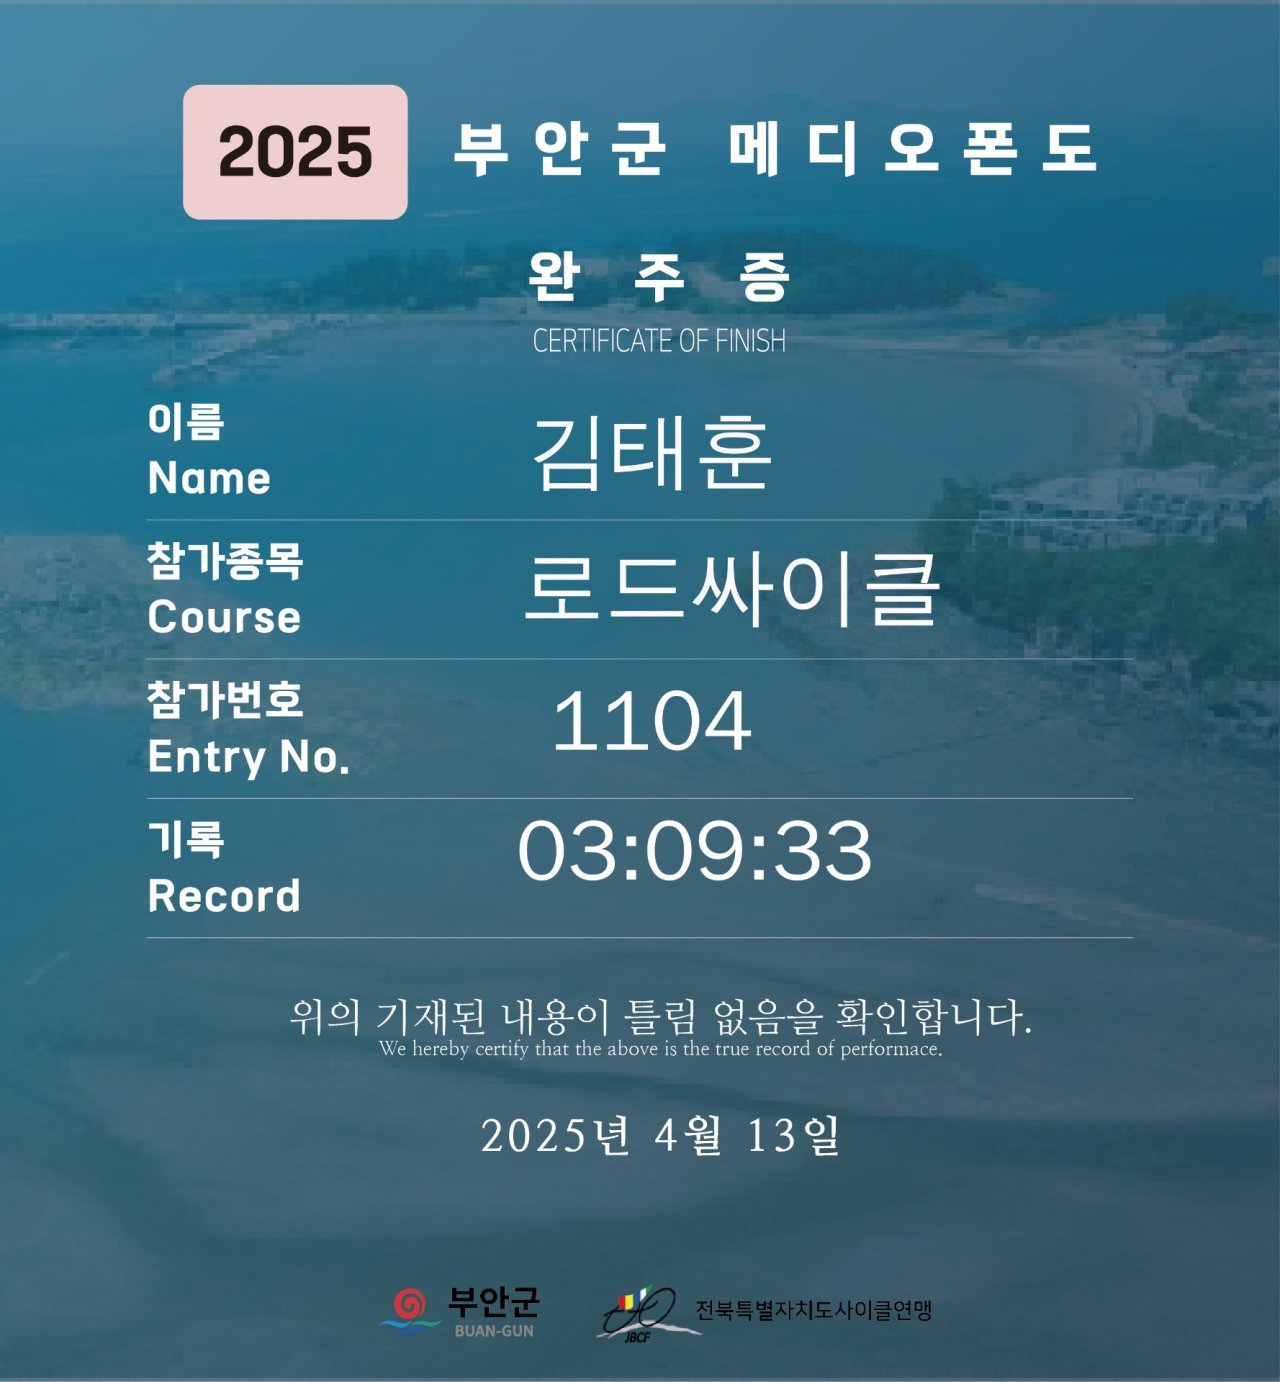 2025 부안군 메디오폰도
완주증
CERTIFICATE OF FINISH
이름
Name
김태훈
참가종목
Course
로드싸이클
참가번호
Entry No.
1104
기록
Record
03:09:33
위의 기재된 내용이 틀림 없음을 확인합니다.
We hereby certify that the above is the true record of performace.
2025년 4월 13일
부안군
BUAN-GUN
JBCF
전북특별자치도사이클연맹